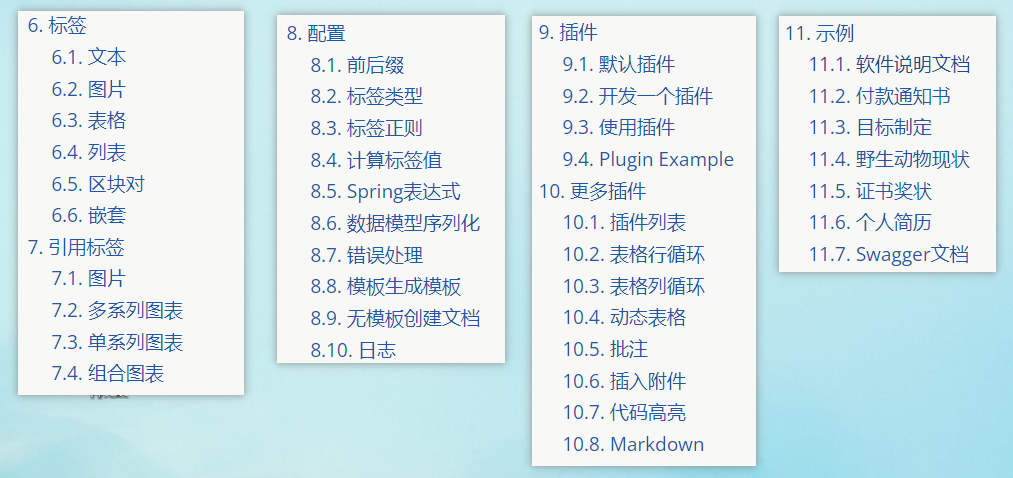 6. 标签
6.1. 文本
6.2. 图片
6.3. 表格
6.4. 列表
6.5. 区块对
6.6. 嵌套
7. 引用标签
7.1. 图片
7.2. 多系列图表
7.3. 单系列图表
7.4. 组合图表
8. 配置
8.1. 前后缀
8.2. 标签类型
8.3. 标签正则
8.4. 计算标签值
8.5. Spring表达式
8.6. 数据模型序列化
8.7. 错误处理
8.8. 模板生成模板
8.9. 无模板创建文档
8.10. 日志
9. 插件
9.1. 默认插件
9.2. 开发一个插件
9.3. 使用插件
9.4. Plugin Example
10. 更多插件
10.1. 插件列表
10.2. 表格行循环
10.3. 表格列循环
10.4. 动态表格
10.5. 批注
10.6. 插入附件
10.7. 代码高亮
10.8. Markdown
11. 示例
11.1. 软件说明文档
11.2. 付款通知书
11.3. 目标制定
11.4. 野生动物现状
11.5. 证书奖状
11.6. 个人简历
11.7. Swagger文档